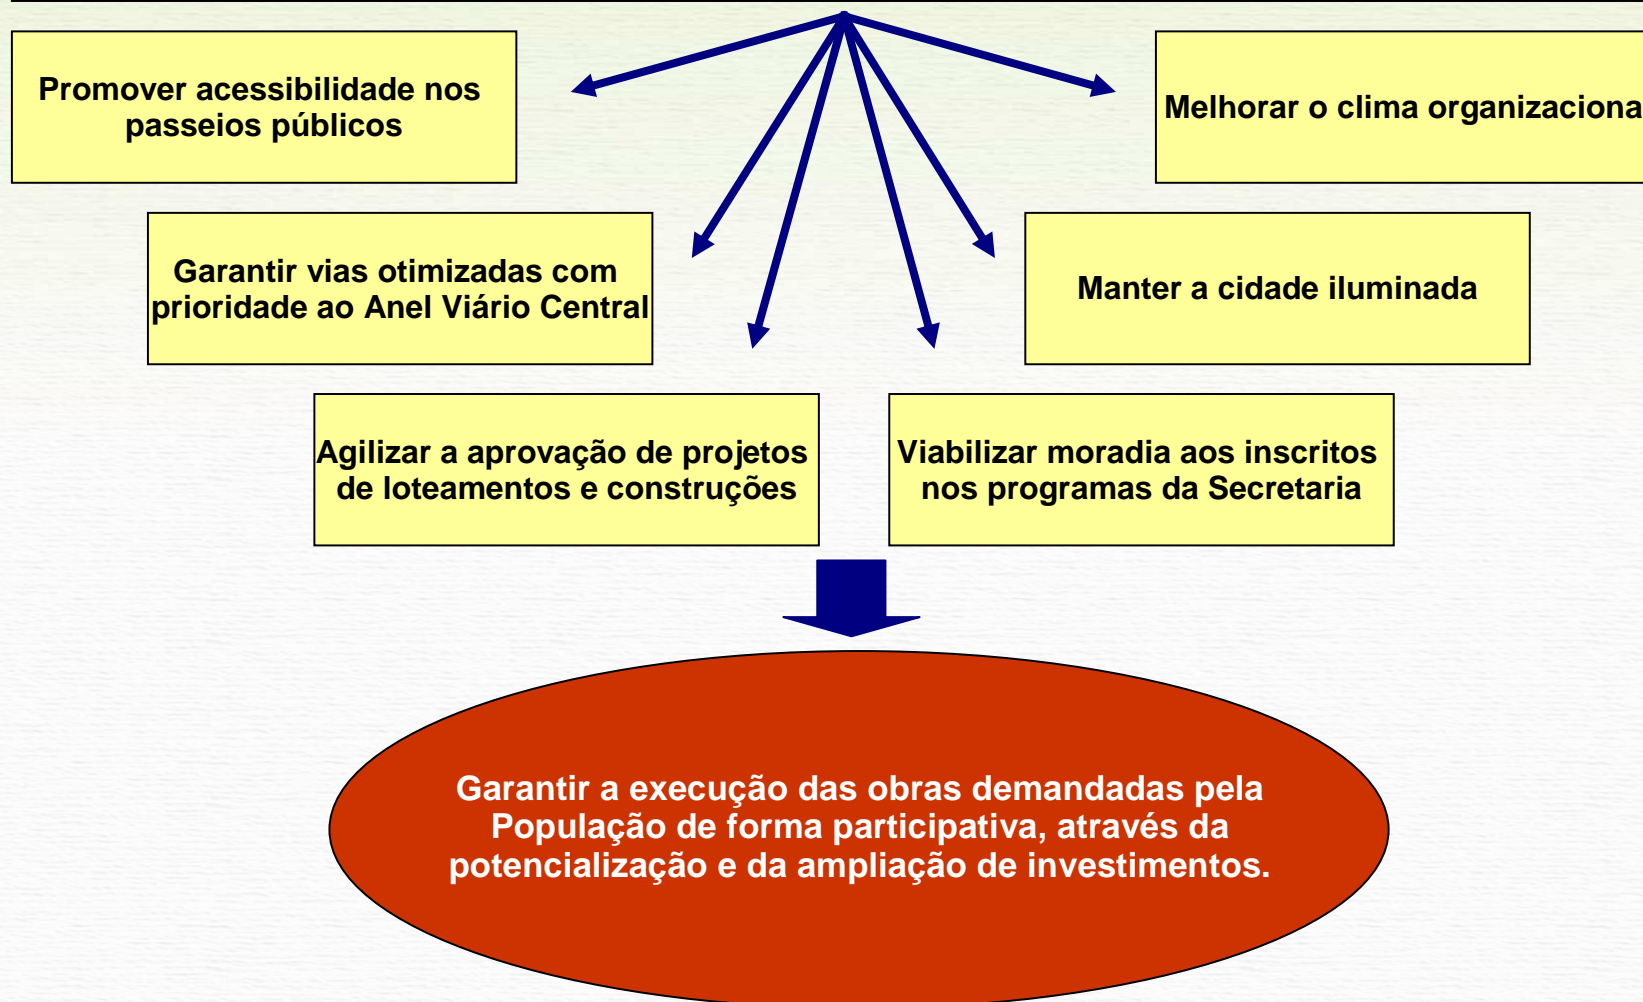 Promover acessibilidade nos
passeios públicos
Melhorar o clima organizaciona
Garantir vias otimizadas com
prioridade ao Anel Viário Central
Manter a cidade iluminada
Agilizar a aprovação de projetos
de loteamentos e construções
Viabilizar moradia aos inscritos
nos programas da Secretaria
Garantir a execução das obras demandadas pela
População de forma participativa, através da
potencialização e da ampliação de investimentos.